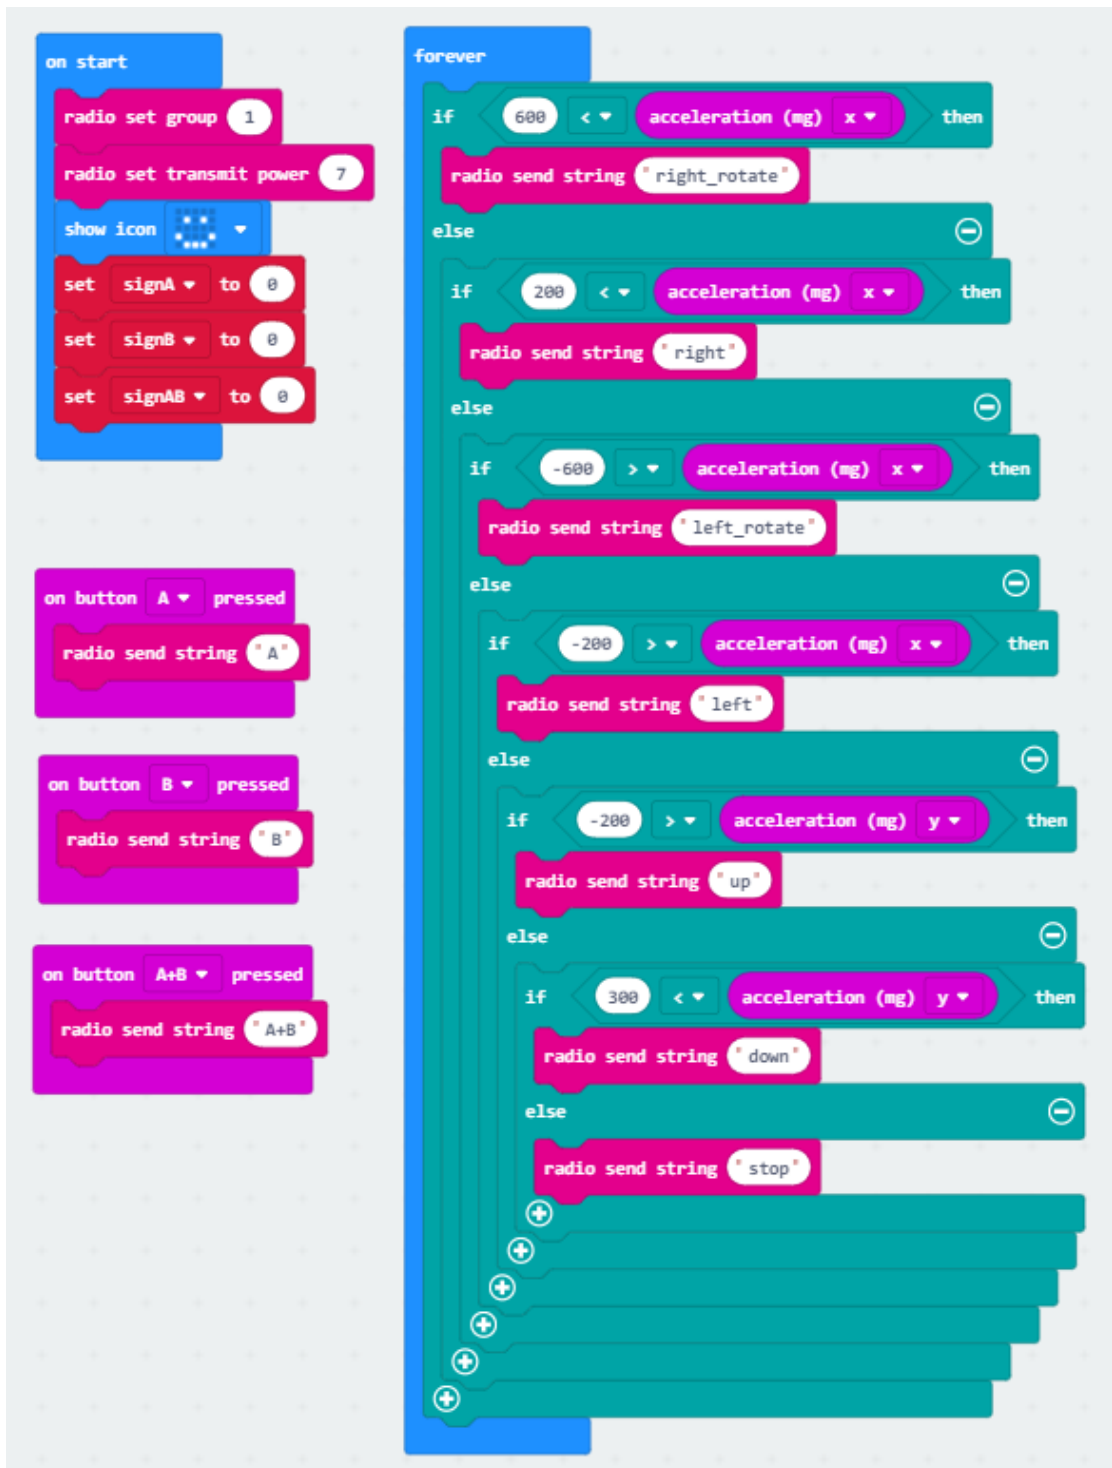 on start
radio set group 1
radio set transmit power 7
show icon
set signA to 0
set signB to 0
set signAB to 0
on button A pressed
radio send string "A"
on button B pressed
radio send string "B"
on button A+B pressed
radio send string "A+B"
forever
if 600 < acceleration (mg) x then
radio send string "right_rotate"
else
if 200 < acceleration (mg) x then
radio send string "right"
else
if -600 > acceleration (mg) x then
radio send string "left_rotate"
else
if -200 > acceleration (mg) x then
radio send string "left"
else
if -200 > acceleration (mg) y then
radio send string "up"
else
if 300 < acceleration (mg) y then
radio send string "down"
else
radio send string "stop"